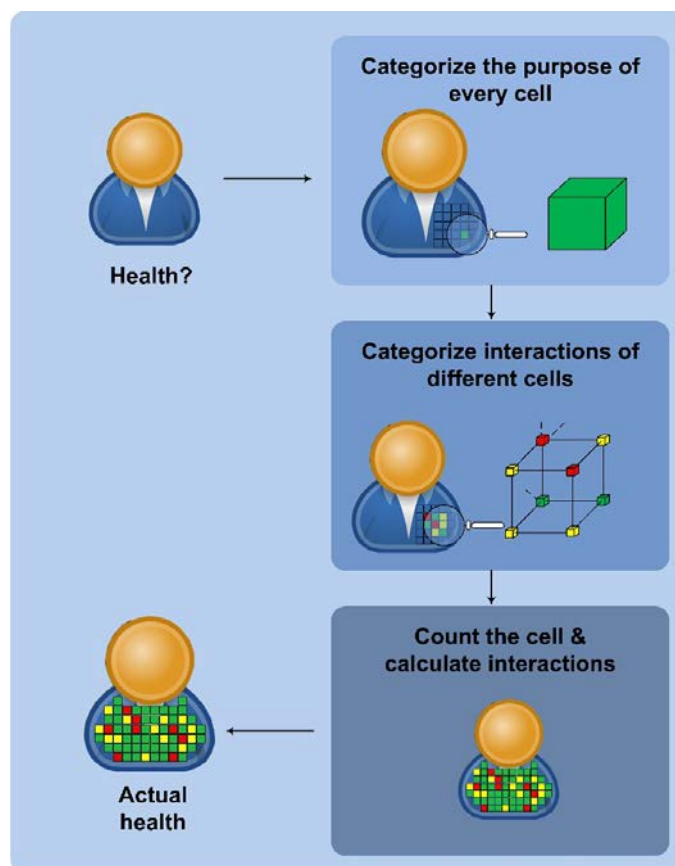 Categorize the purpose of
every cell
Health?
Categorize interactions of
different cells
Count the cell &
calculate interactions
Actual
health